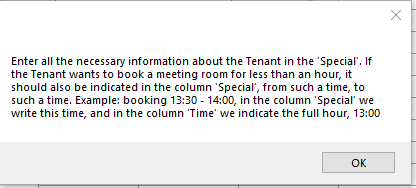 Enter all the necessary information about the Tenant in the 'Special'. If
the Tenant wants to book a meeting room for less than an hour, it
should also be indicated in the column 'Special', from such a time, to
such a time. Example: booking 13:30 - 14:00, in the column 'Special' we
write this time, and in the column 'Time' we indicate the full hour, 13:00
OK